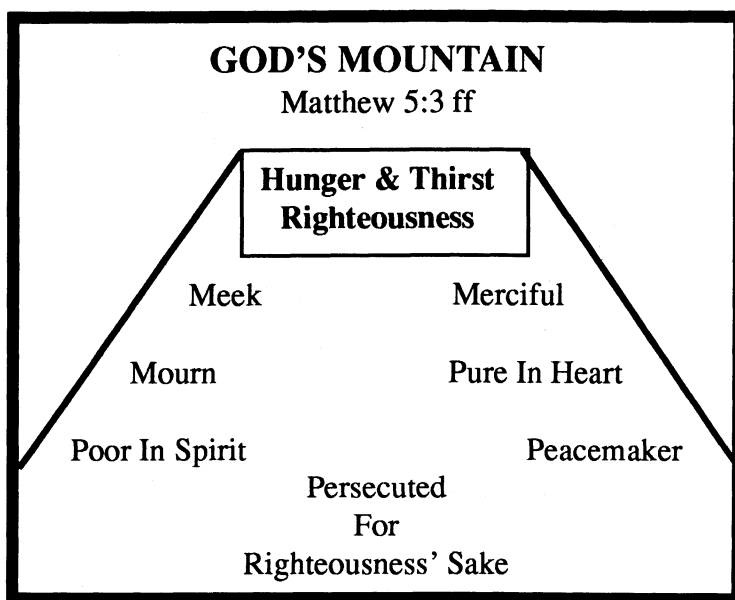 GOD'S MOUNTAIN
Matthew 5:3 ff
Hunger & Thirst
Righteousness
Meek Merciful
Mourn Pure In Heart
Poor In Spirit Peacemaker
Persecuted
For
Righteousness' Sake